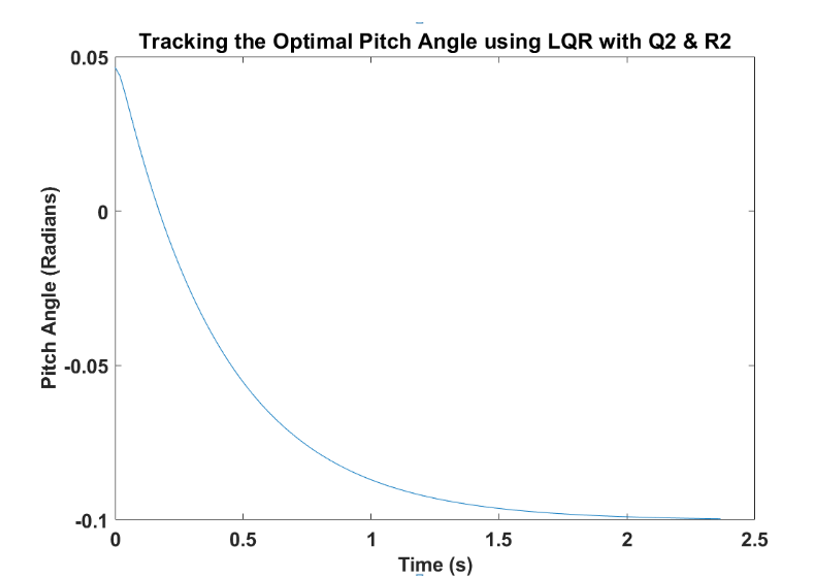 Tracking the Optimal Pitch Angle using LQR with Q2 & R2
0.05
0
-0.05
-0.1
Pitch Angle (Radians)
0 0.5 1 1.5 2 2.5
Time (s)